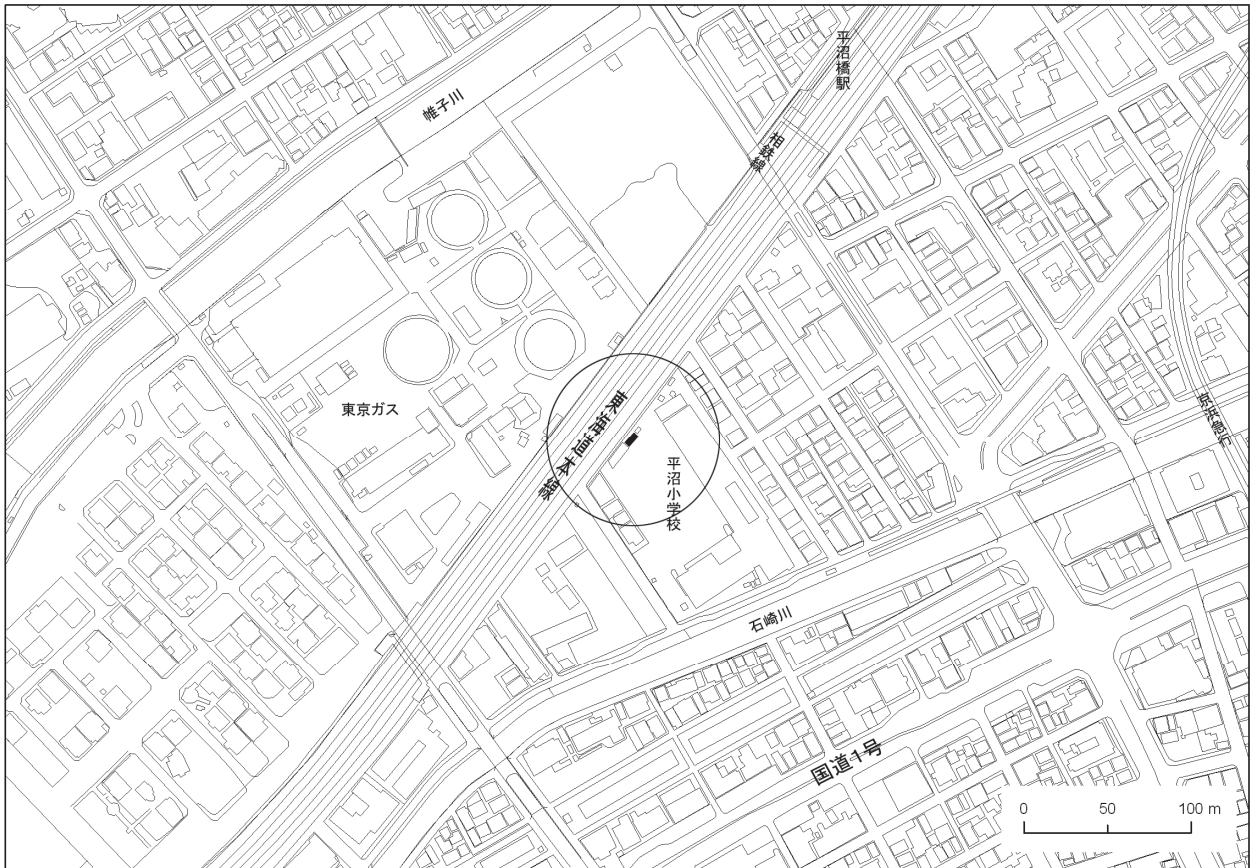 平沼橋駅
帷子川
相鉄線
東京ガス
東海道本線
平沼小学校
京浜急行
石崎川
国道1号
0 50 100 m